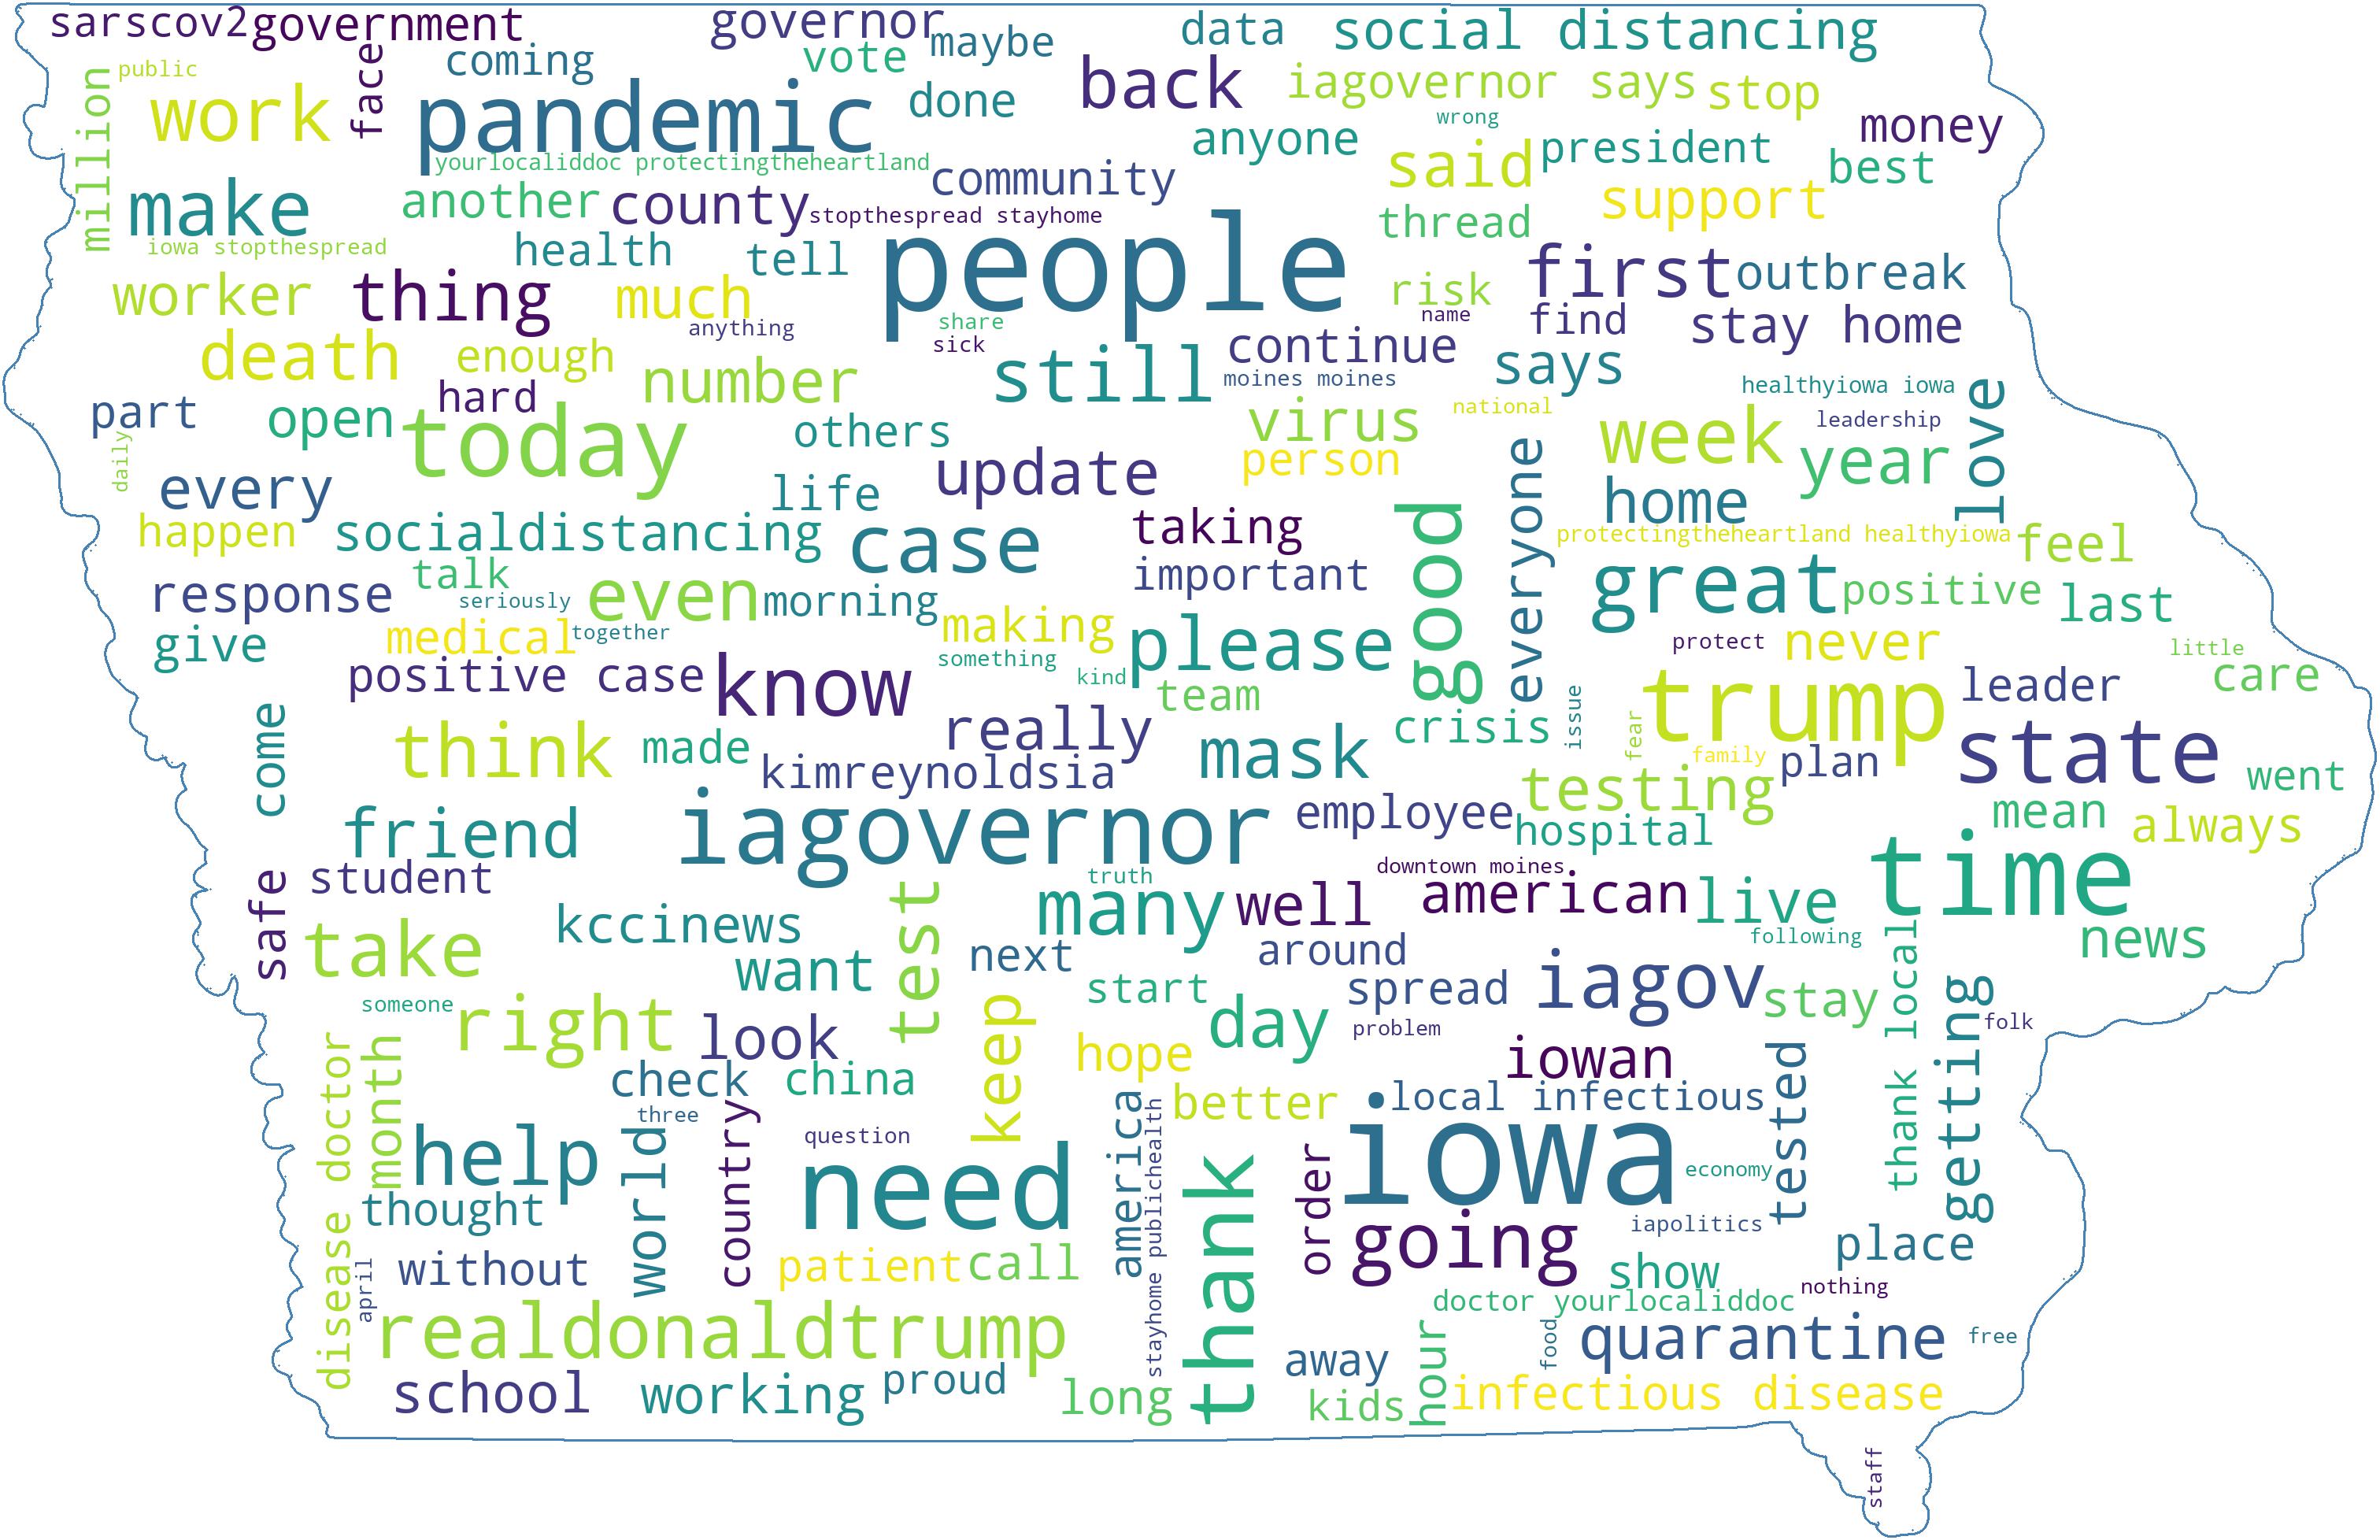 sarscov2
government
governor
maybe
data
social distancing
public
coming
vote
million
work
face
pandemic
done
back
iagovernor says
stop
wrong
anyone
money
yourlocaliddoc protectingtheheartland
said
president
best
make
another
county
community
support
stopthespread stayhome
thread
iowa stopthespread
health
tell
people
first
outbreak
worker
thing
much
risk
anything
share
name
find
stay home
death
enough
sick
continue
says
hard
number
still
moines moines
healthyiowa iowa
love
part
open
today
others
virus
national
week
leadership
daily
every
life
update
person
everyone
year
home
happen
socialdistancing
case
taking
good
protectingtheheartland healthyiowa
feel
response
talk
seriously
even
morning
important
great
positive
last
give
medical
together
making
something
please
protect
never
little
positive case
know
kind
team
trump
leader
care
come
think
made
really
mask
crisis
issue
fear
family
plan
state
went
kimreynoldsia
testing
friend
iagovernor
employee
hospital
mean
always
time
safe
student
truth
downtown moines
many
well
american
live
take
kccinews
test
following
news
want
next
around
iagov
thank local
someone
start
spread
stay
getting
right
look
keep
day
problem
folk
disease doctor
month
hope
iowan
tested
check
china
better
local infectious
three
country
america
stayhome publichealth
help
world
question
need
thank
order
iowa
economy
thought
going
iapolitics
place
april
without
patient
call
show
nothing
doctor yourlocaliddoc
realdonaldtrump
hour
food
quarantine
free
away
school
working
proud
long
kids
infectious disease
staff